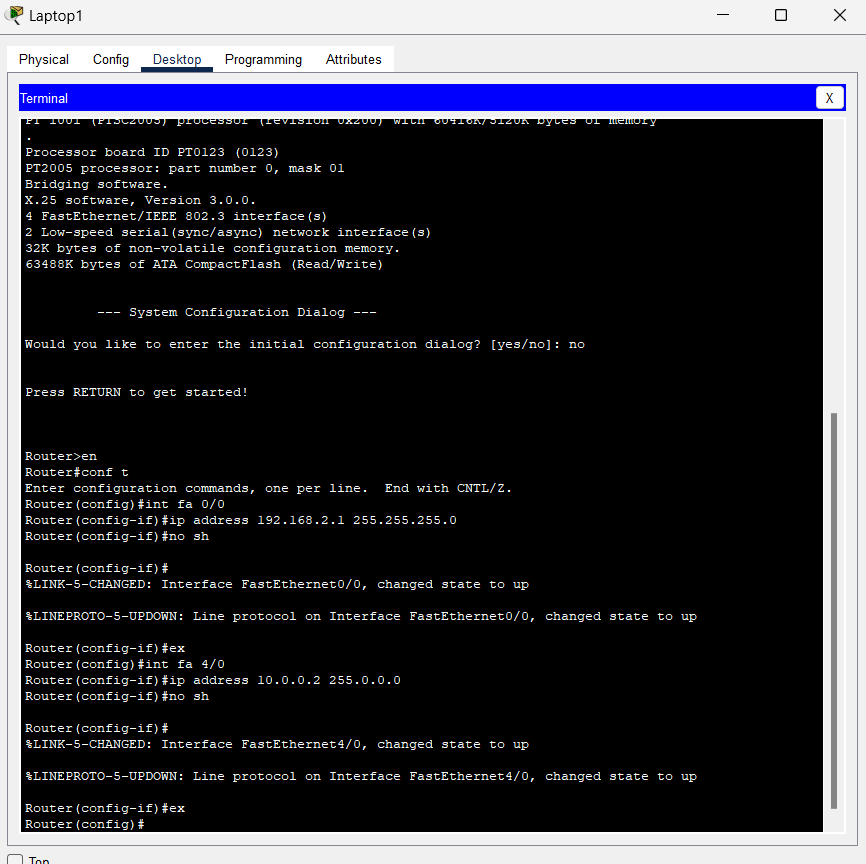 Laptop1
Physical Config Desktop Programming Attributes
Terminal X
PT 1001 (PTSC2005) processor (revision 0x200) with 60416K/5120K bytes of memory
.
Processor board ID PT0123 (0123)
PT2005 processor: part number 0, mask 01
Bridging software.
X.25 software, Version 3.0.0.
4 FastEthernet/IEEE 802.3 interface(s)
2 Low-speed serial(sync/async) network interface(s)
32K bytes of non-volatile configuration memory.
63488K bytes of ATA CompactFlash (Read/Write)
--- System Configuration Dialog ---
Would you like to enter the initial configuration dialog? [yes/no]: no
Press RETURN to get started!
Router>en
Router#conf t
Enter configuration commands, one per line.  End with CNTL/Z.
Router(config)#int fa 0/0
Router(config-if)#ip address 192.168.2.1 255.255.255.0
Router(config-if)#no sh
Router(config-if)#
%LINK-5-CHANGED: Interface FastEthernet0/0, changed state to up
%LINEPROTO-5-UPDOWN: Line protocol on Interface FastEthernet0/0, changed state to up
Router(config-if)#ex
Router(config)#int fa 4/0
Router(config-if)#ip address 10.0.0.2 255.0.0.0
Router(config-if)#no sh
Router(config-if)#
%LINK-5-CHANGED: Interface FastEthernet4/0, changed state to up
%LINEPROTO-5-UPDOWN: Line protocol on Interface FastEthernet4/0, changed state to up
Router(config-if)#ex
Router(config)#
Top